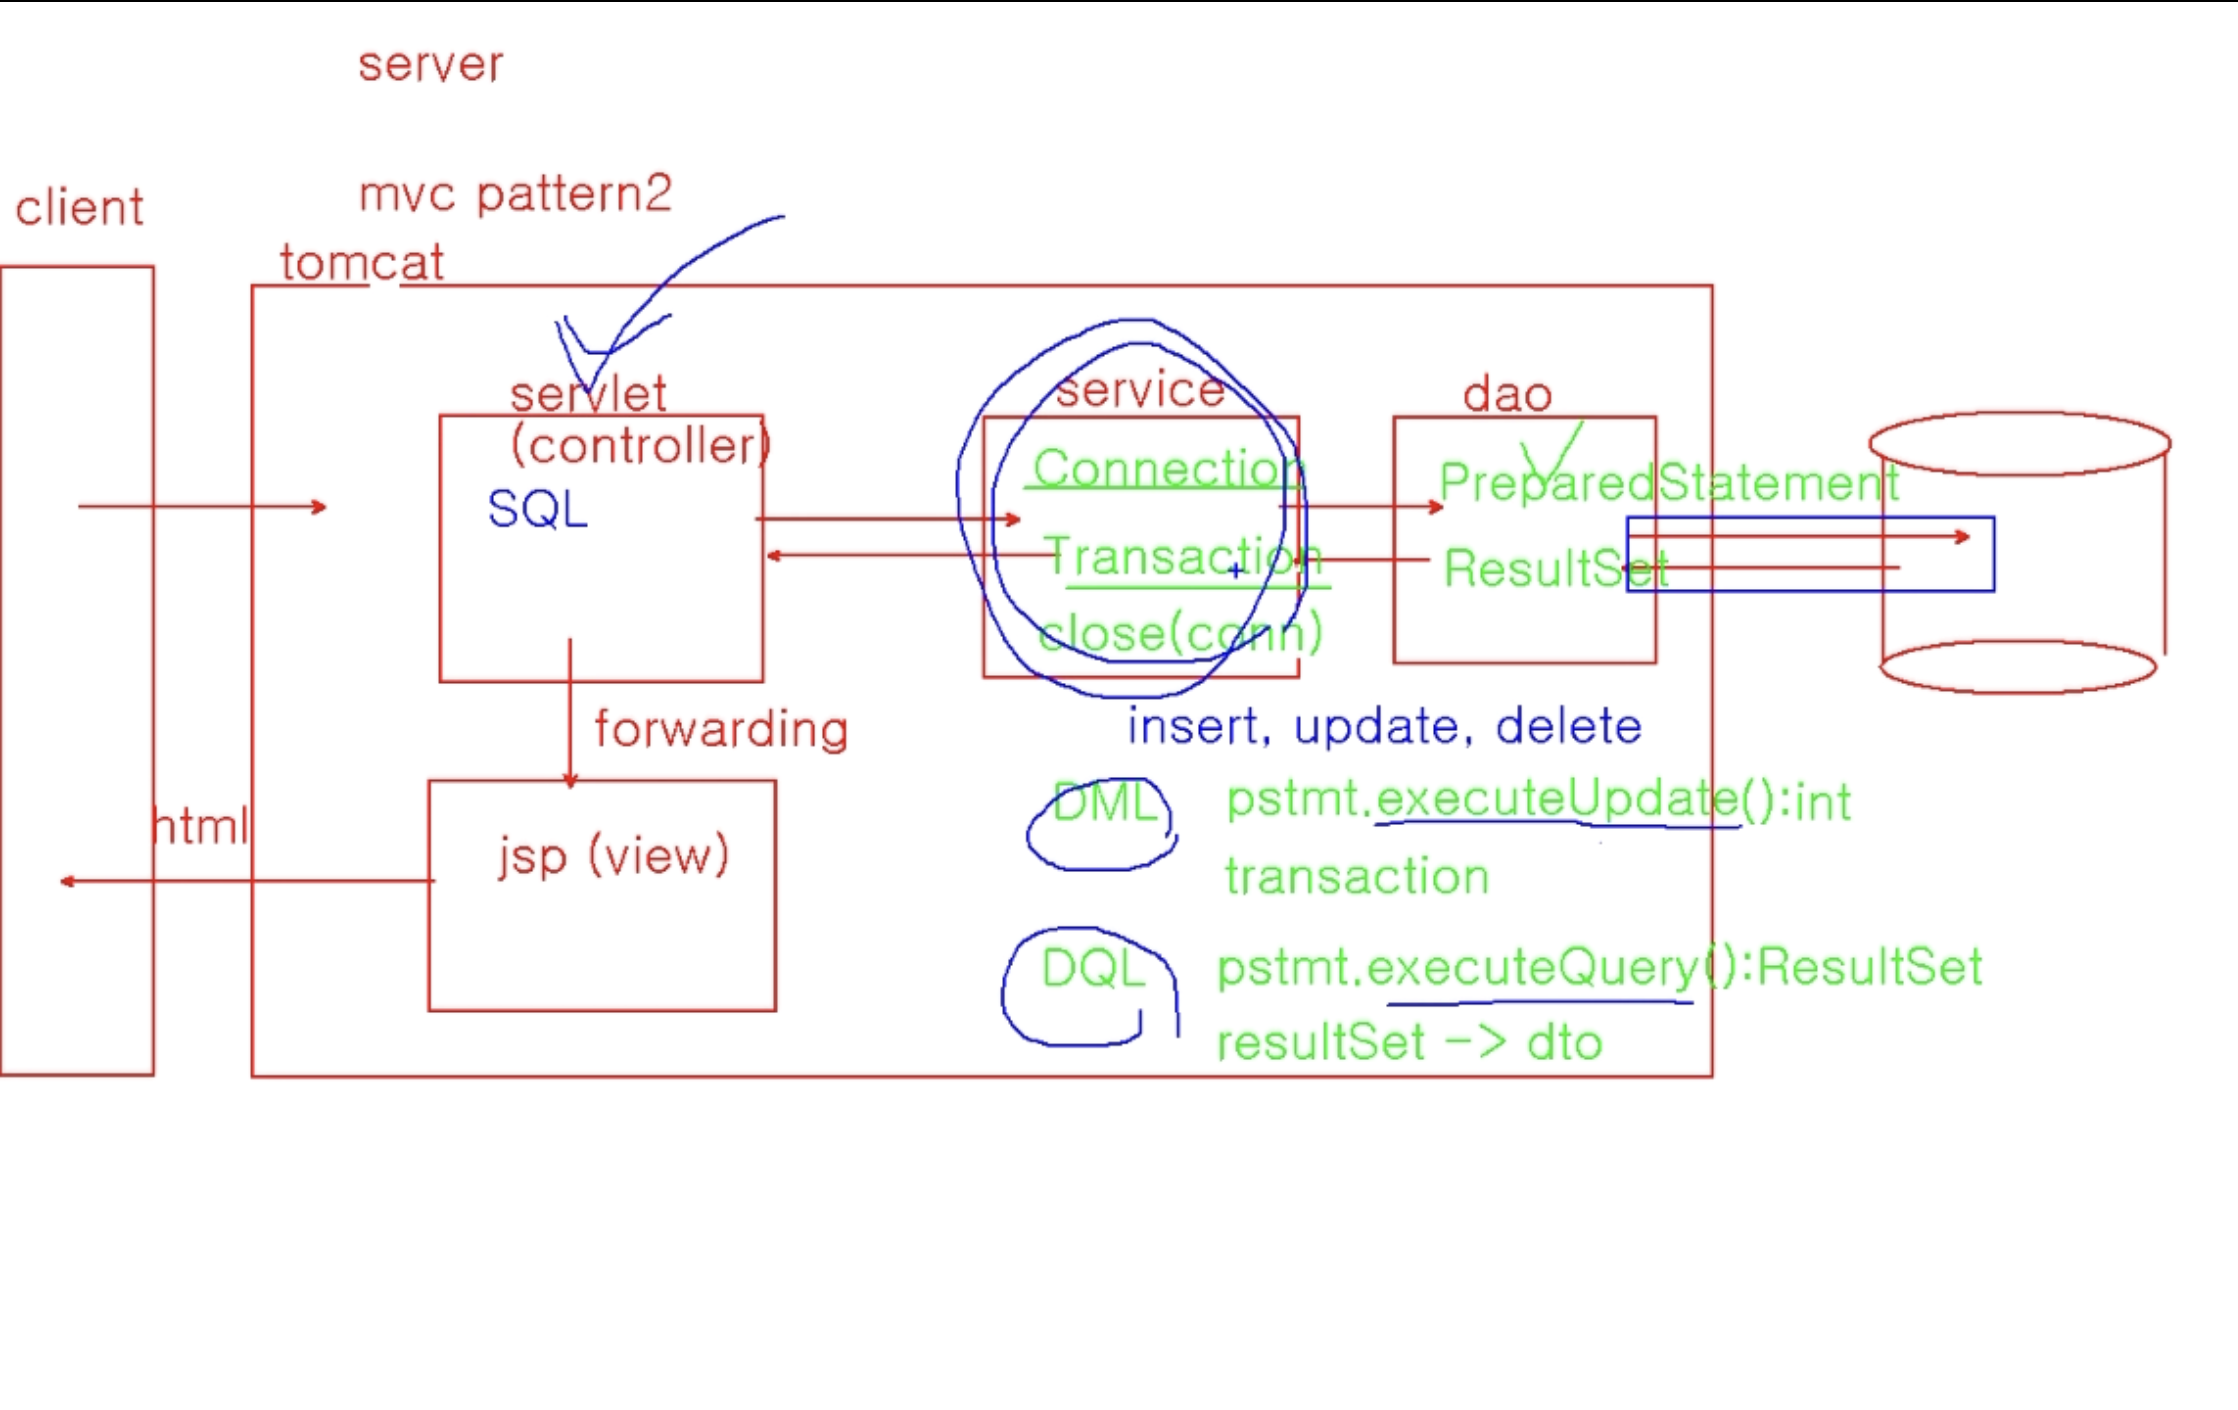 server
mvc pattern2
client
tomcat
servlet
(controller)
SQL
service
Connection
Transaction
close(conn)
dao
PreparedStatement
ResultSet
forwarding
insert, update, delete
html
jsp (view)
DML pstmt.executeUpdate():int
transaction
DQL pstmt.executeQuery():ResultSet
resultSet -> dto